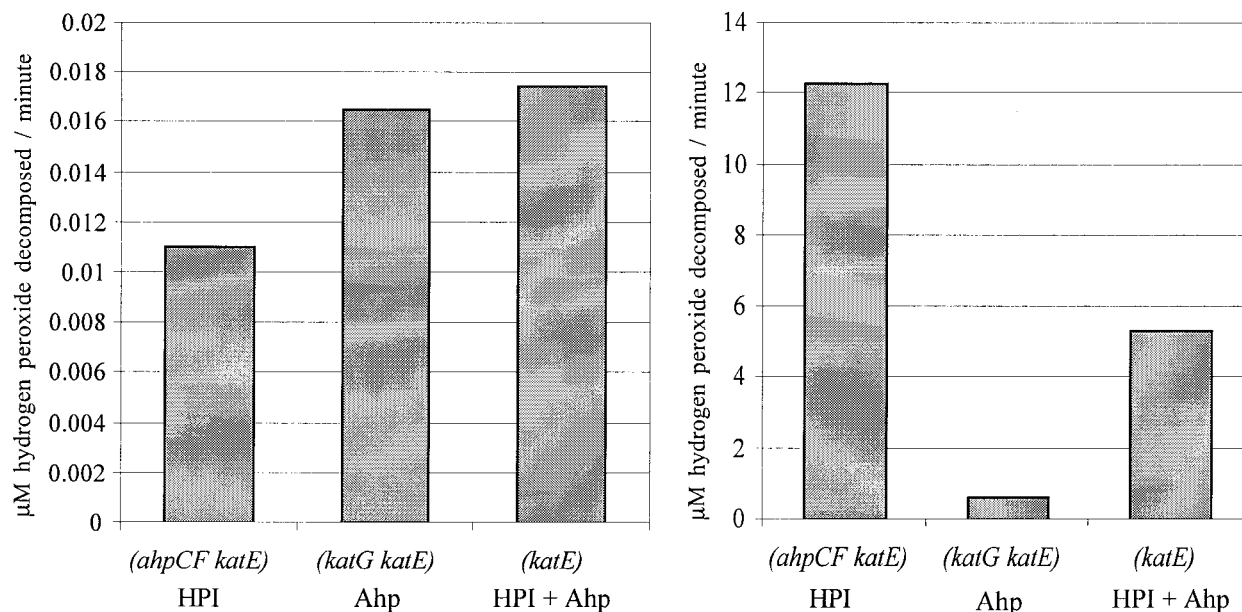 µM hydrogen peroxide decomposed / minute
0.02
0.018
0.016
0.014
0.012
0.01
0.008
0.006
0.004
0.002
0
(ahpCF katE)
(katG katE)
(katE)
HPI
Ahp
HPI + Ahp
µM hydrogen peroxide decomposed / minute
14
12
10
8
6
4
2
0
(ahpCF katE)
(katG katE)
(katE)
HPI
Ahp
HPI + Ahp